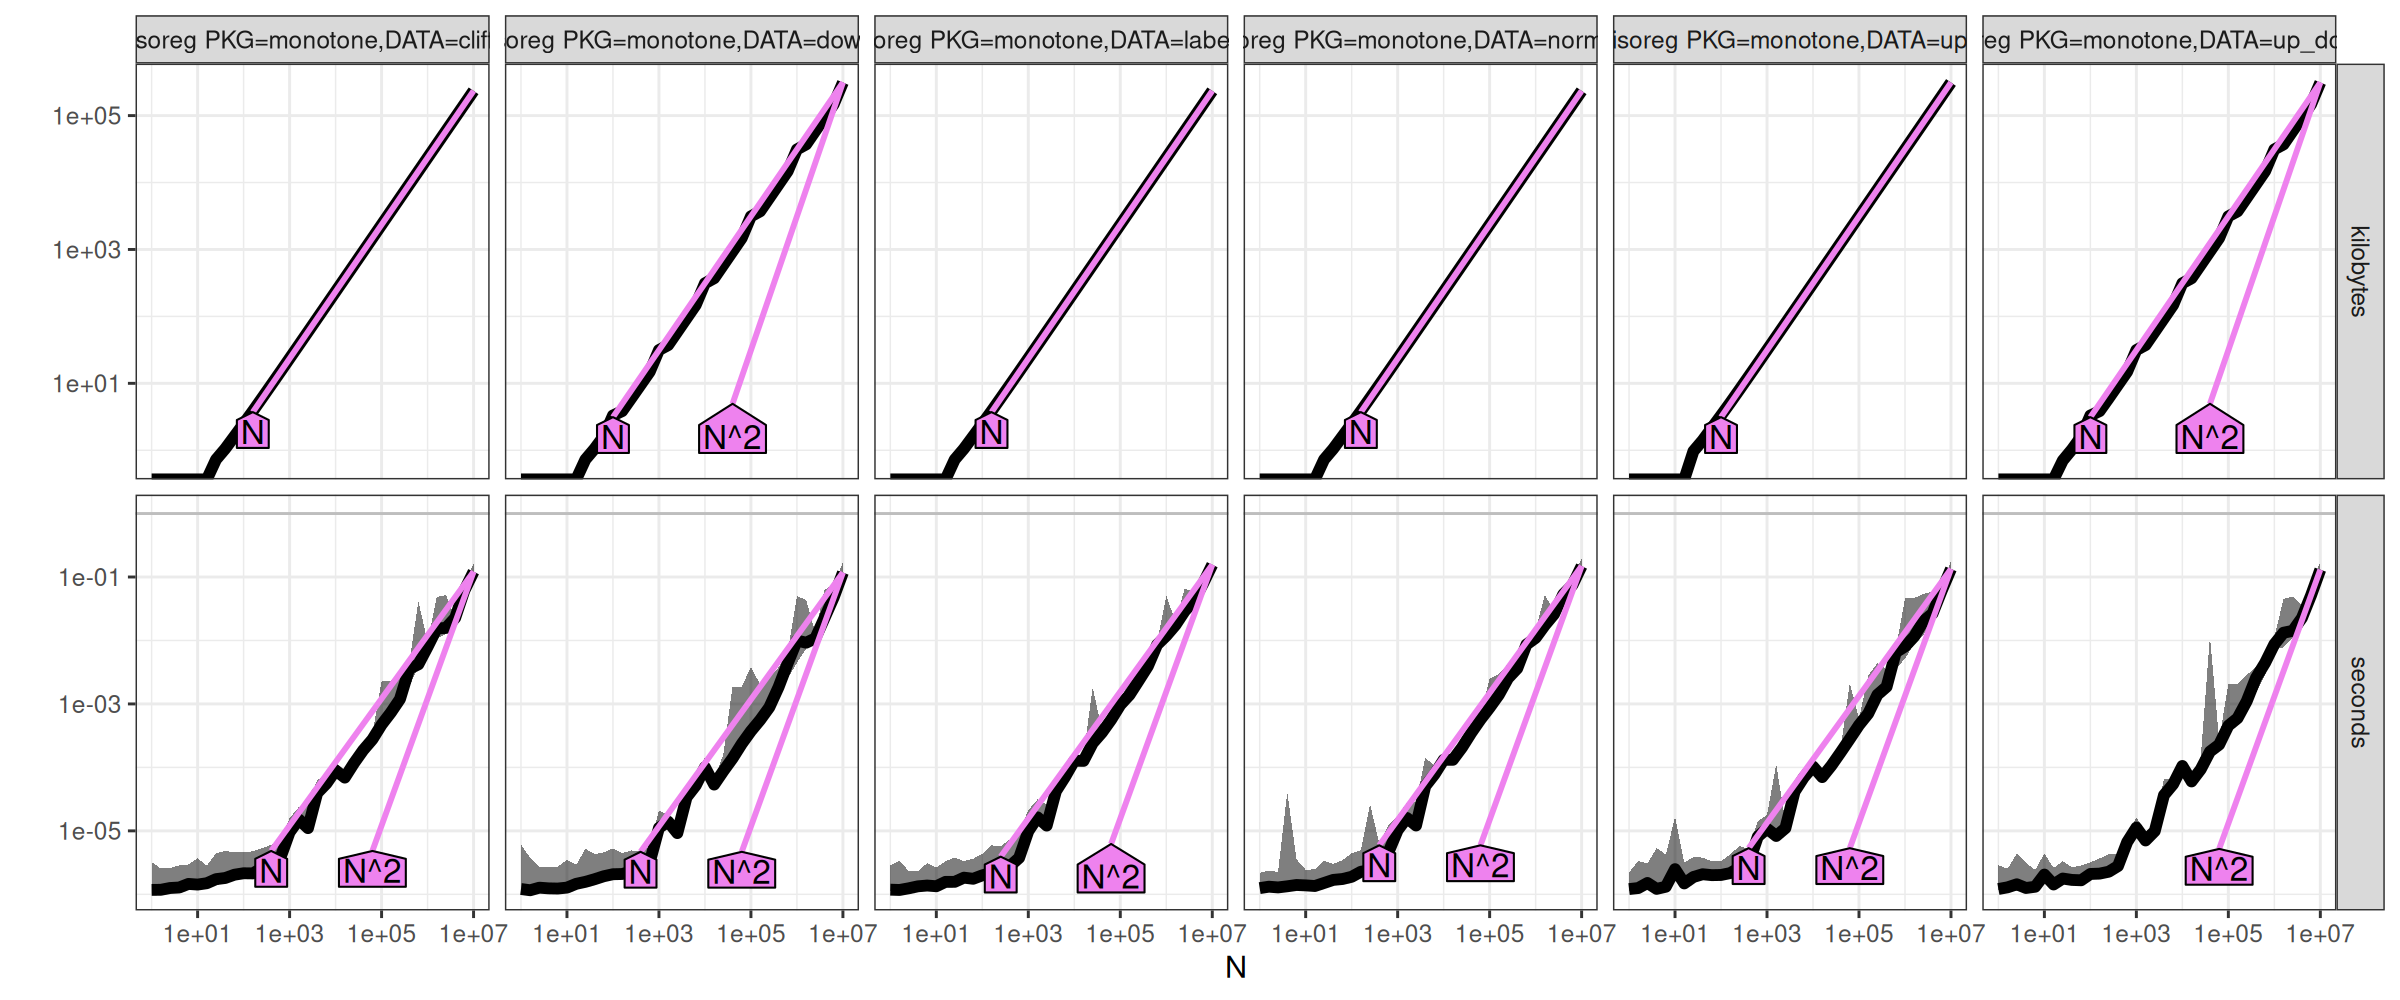 soreg PKG=monotone,DATA=clif
oreg PKG=monotone,DATA=dow
oreg PKG=monotone,DATA=labe
oreg PKG=monotone,DATA=norm
isoreg PKG=monotone,DATA=up
reg PKG=monotone,DATA=up_do
1e+05
1e+03
1e+01
N
N
N^2
N
N
N
N
N^2
kilobytes
1e-01
1e-03
1e-05
N
N^2
N
N^2
N
N^2
N
N^2
N
N^2
N^2
seconds
1e+01 1e+03 1e+05 1e+07
1e+01 1e+03 1e+05 1e+07
1e+01 1e+03 1e+05 1e+07
1e+01 1e+03 1e+05 1e+07
1e+01 1e+03 1e+05 1e+07
1e+01 1e+03 1e+05 1e+07
N